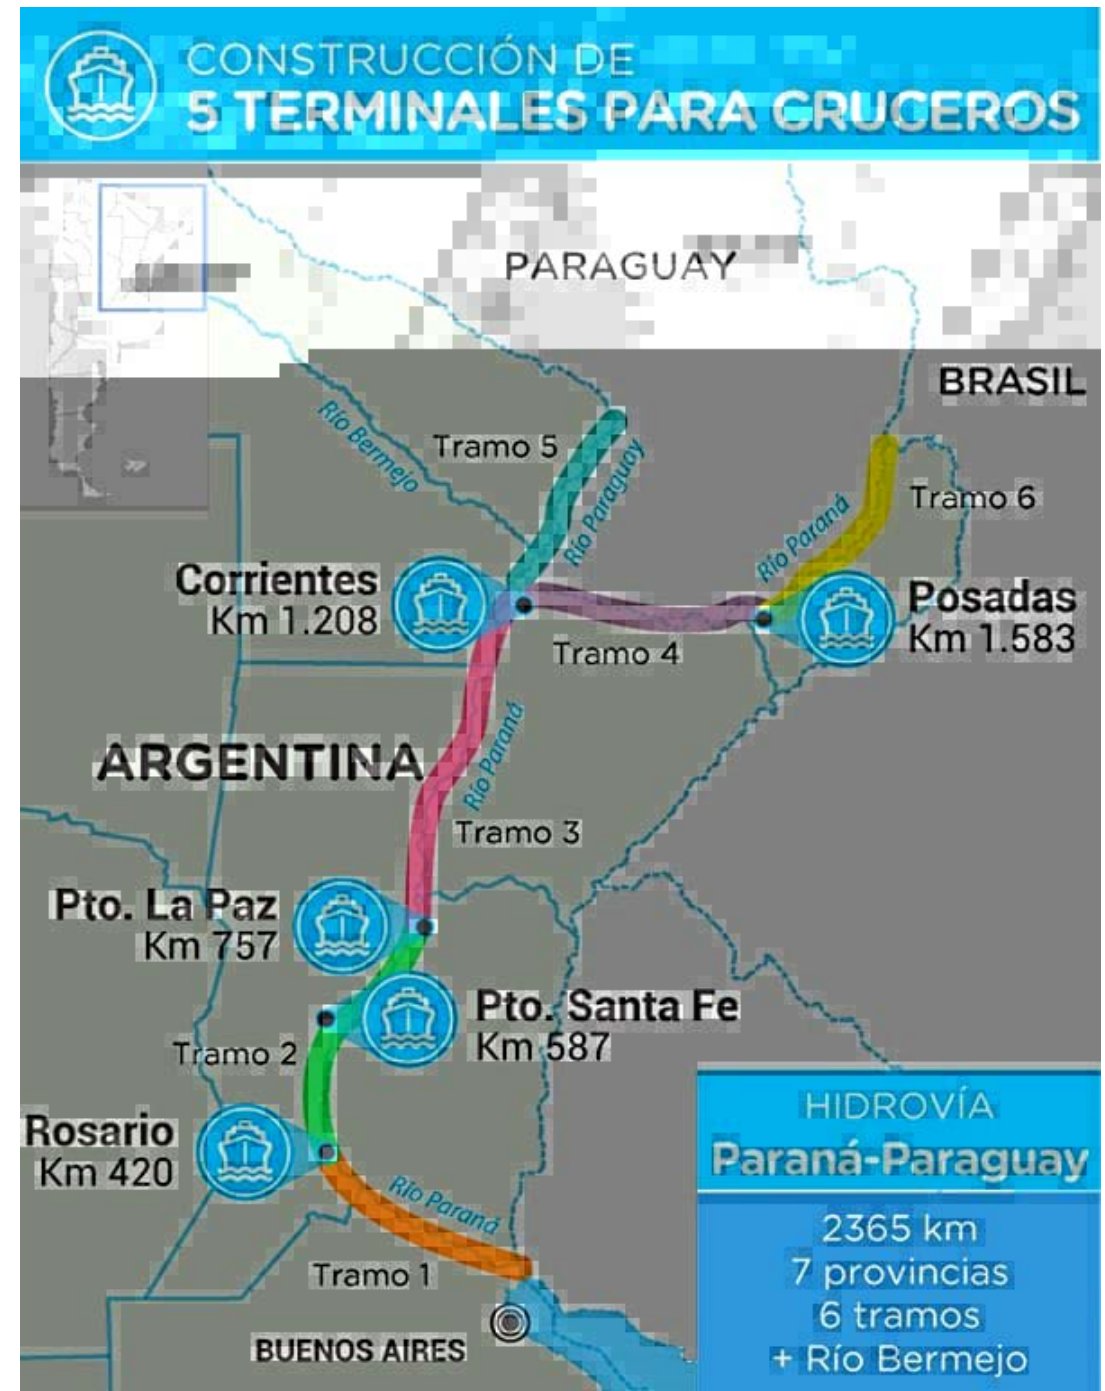 CONSTRUCCIÓN DE
5 TERMINALES PARA CRUCEROS
PARAGUAY
BRASIL
Río Bermejo
Tramo 5
Río Paraguay
Río Paraná
Tramo 6
Corrientes
Km 1.208
Posadas
Km 1.583
Tramo 4
ARGENTINA
Río Paraná
Tramo 3
Pto. La Paz
Km 757
Pto. Santa Fe
Km 587
Tramo 2
Rosario
Km 420
Río Paraná
Tramo 1
BUENOS AIRES
HIDROVÍA
Paraná-Paraguay
2365 km
7 provincias
6 tramos
+ Río Bermejo